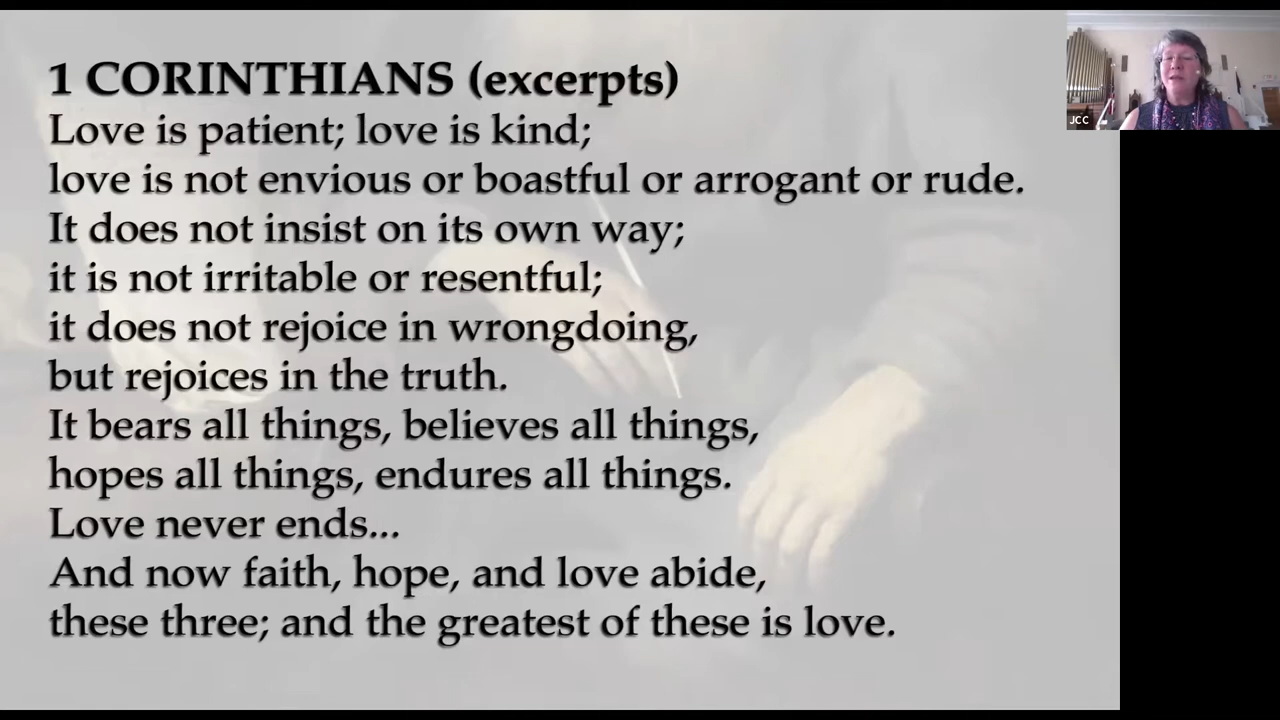 1 CORINTHIANS (excerpts)
Love is patient; love is kind;
love is not envious or boastful or arrogant or rude.
It does not insist on its own way;
it is not irritable or resentful;
it does not rejoice in wrongdoing,
but rejoices in the truth.
It bears all things, believes all things,
hopes all things, endures all things.
Love never ends...
And now faith, hope, and love abide,
these three; and the greatest of these is love.
JCC